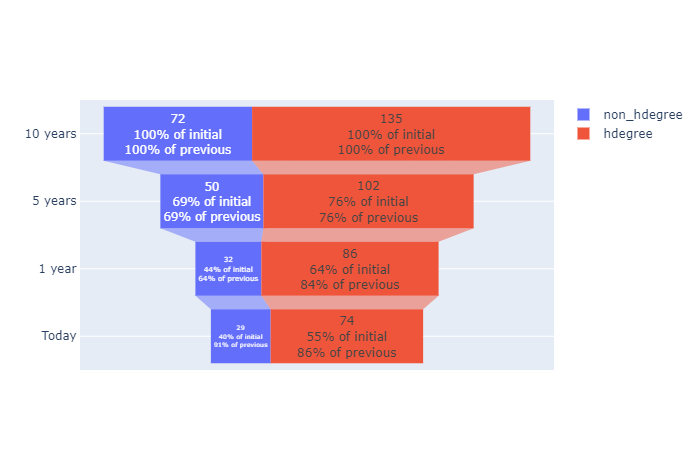 10 years
72
100% of initial
100% of previous
135
100% of initial
100% of previous
non_hdegree
hdegree
5 years
50
69% of initial
69% of previous
102
76% of initial
76% of previous
1 year
32
44% of initial
64% of previous
86
64% of initial
84% of previous
Today
29
40% of initial
91% of previous
74
55% of initial
86% of previous